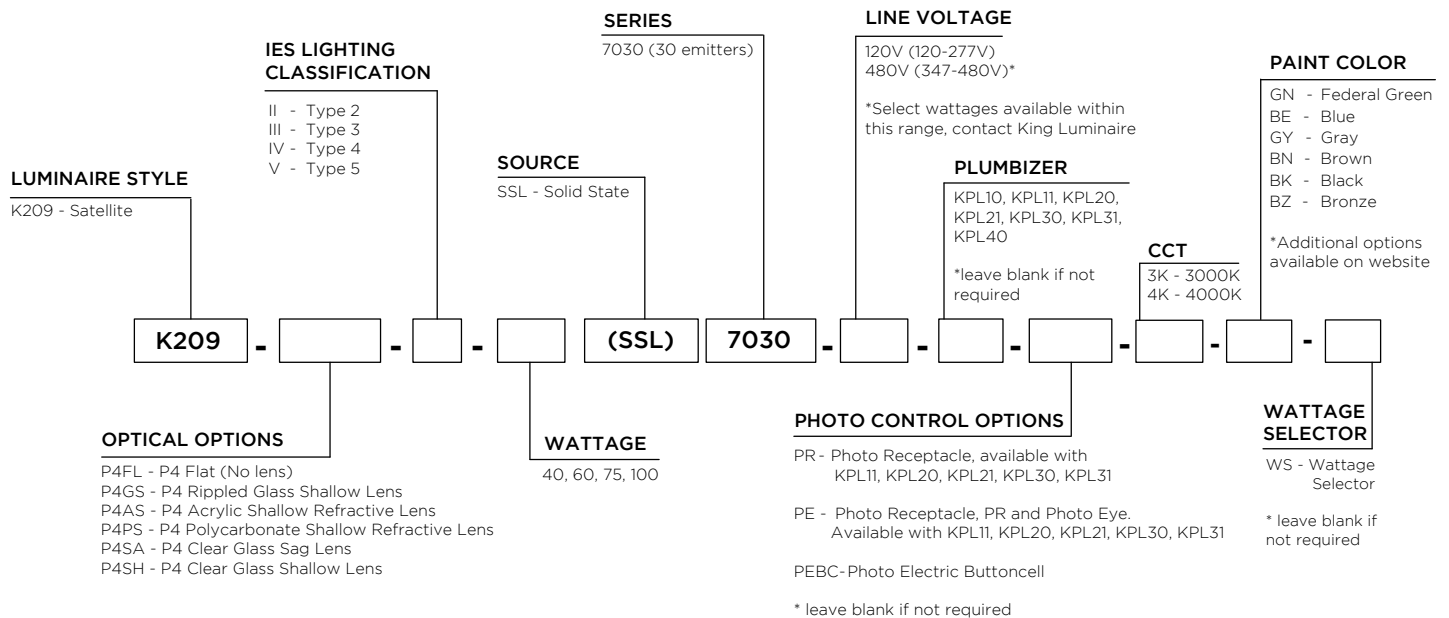 LUMINAIRE STYLE
K209 - Satellite
IES LIGHTING
CLASSIFICATION
II - Type 2
III - Type 3
IV - Type 4
V - Type 5
SOURCE
SSL - Solid State
SERIES
7030 (30 emitters)
LINE VOLTAGE
120V (120-277V)
480V (347-480V)*
*Select wattages available within
this range, contact King Luminaire
PLUMBIZER
KPL10, KPL11, KPL20,
KPL21, KPL30, KPL31,
KPL40
*leave blank if not
required
CCT
3K - 3000K
4K - 4000K
PAINT COLOR
GN - Federal Green
BE - Blue
GY - Gray
BN - Brown
BK - Black
BZ - Bronze
*Additional options
available on website
K209 - - - (SSL) 7030 - - - - - -
OPTICAL OPTIONS
P4FL - P4 Flat (No lens)
P4GS - P4 Rippled Glass Shallow Lens
P4AS - P4 Acrylic Shallow Refractive Lens
P4PS - P4 Polycarbonate Shallow Refractive Lens
P4SA - P4 Clear Glass Sag Lens
P4SH - P4 Clear Glass Shallow Lens
WATTAGE
40, 60, 75, 100
PHOTO CONTROL OPTIONS
PR - Photo Receptacle, available with
KPL11, KPL20, KPL21, KPL30, KPL31
PE - Photo Receptacle, PR and Photo Eye.
Available with KPL11, KPL20, KPL21, KPL30, KPL31
PEBC-Photo Electric Buttoncell
* leave blank if not required
WATTAGE
SELECTOR
WS - Wattage
Selector
* leave blank if
not required